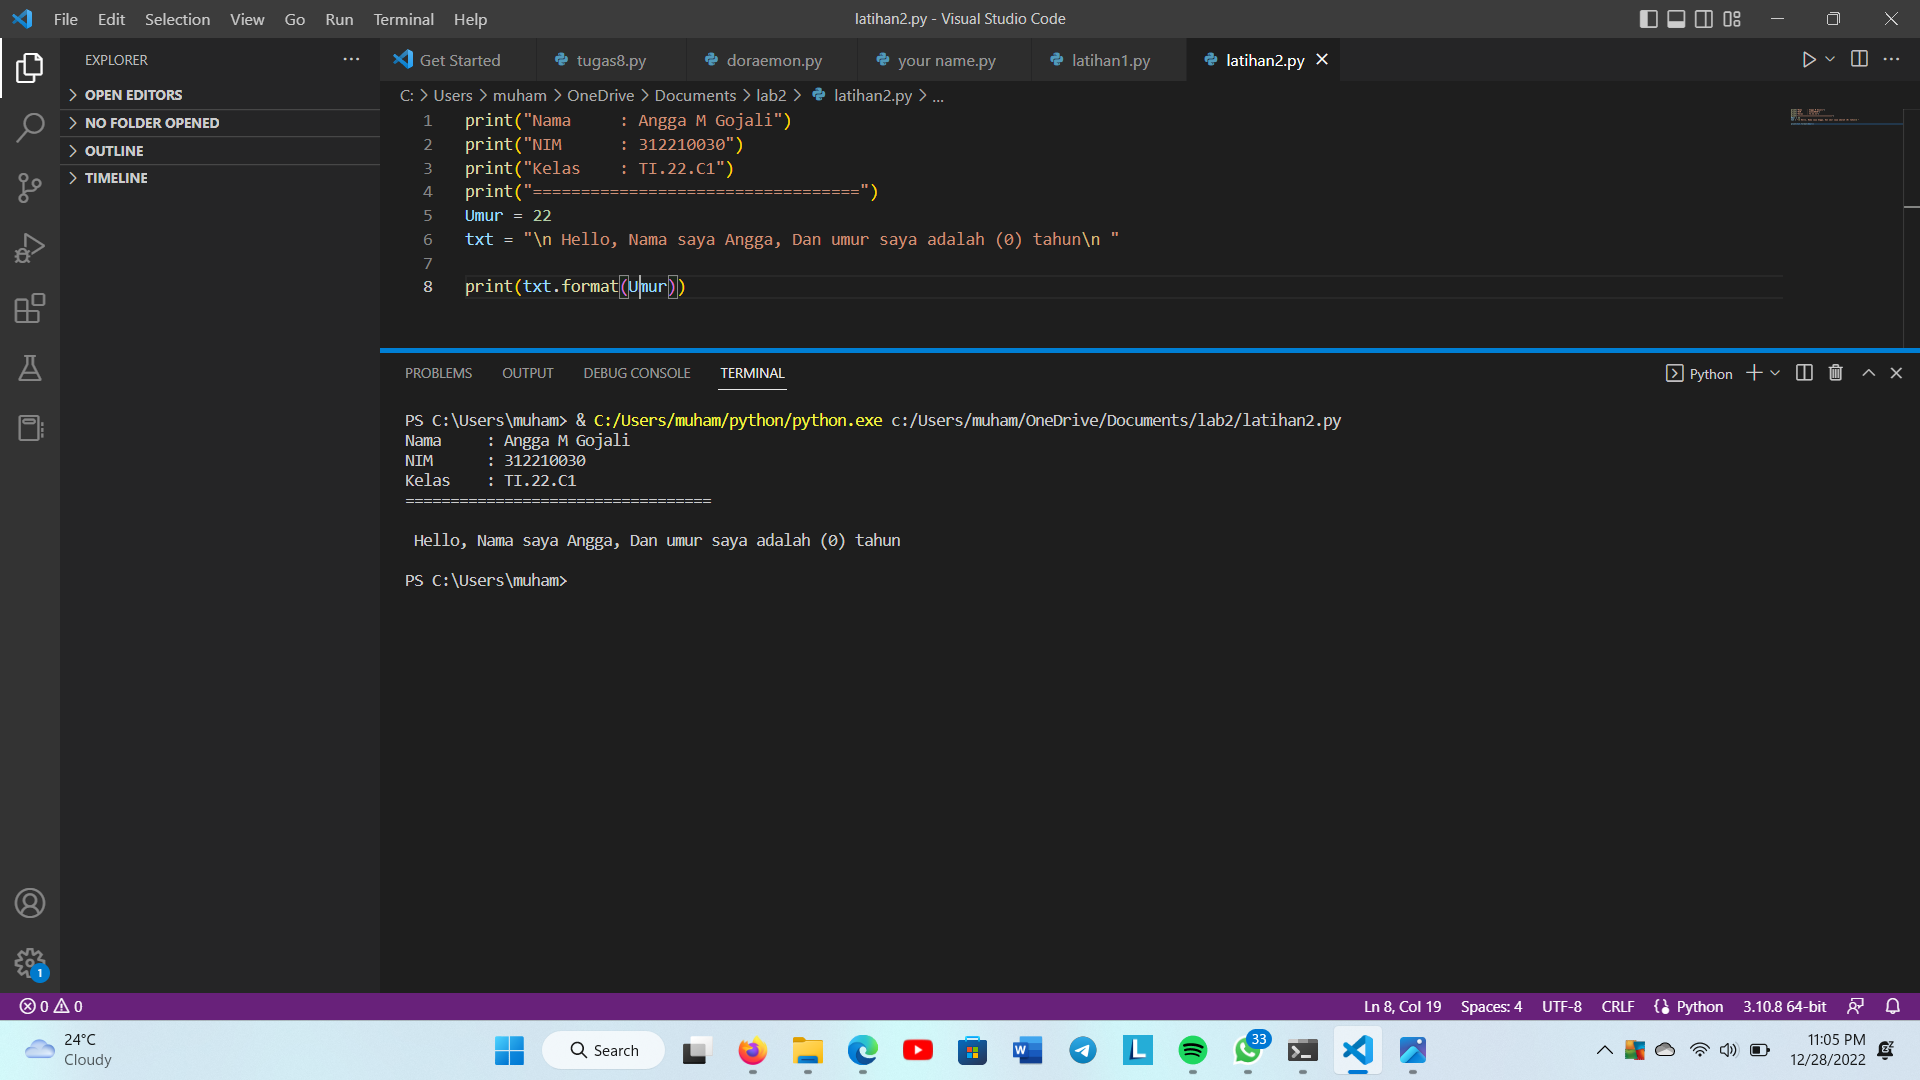 File Edit Selection View Go Run Terminal Help
latihan2.py - Visual Studio Code
EXPLORER
OPEN EDITORS
NO FOLDER OPENED
OUTLINE
TIMELINE
Get Started
tugas8.py
doraemon.py
your name.py
latihan1.py
latihan2.py
C: > Users > muham > OneDrive > Documents > lab2 > latihan2.py > ...
1 print("Nama     : Angga M Gojali")
2 print("NIM      : 312210030")
3 print("Kelas    : TI.22.C1")
4 print("==================================")
5 Umur = 22
6 txt = "\n Hello, Nama saya Angga, Dan umur saya adalah (0) tahun\n "
7
8 print(txt.format(Umur))
PROBLEMS OUTPUT DEBUG CONSOLE TERMINAL
Python
PS C:\Users\muham> & C:/Users/muham/python/python.exe c:/Users/muham/OneDrive/Documents/lab2/latihan2.py
Nama     : Angga M Gojali
NIM      : 312210030
Kelas    : TI.22.C1
==================================
Hello, Nama saya Angga, Dan umur saya adalah (0) tahun
PS C:\Users\muham>
1
0 0
Ln 8, Col 19 Spaces: 4 UTF-8 CRLF Python 3.10.8 64-bit
24°C
Cloudy
Search
33
11:05 PM
12/28/2022